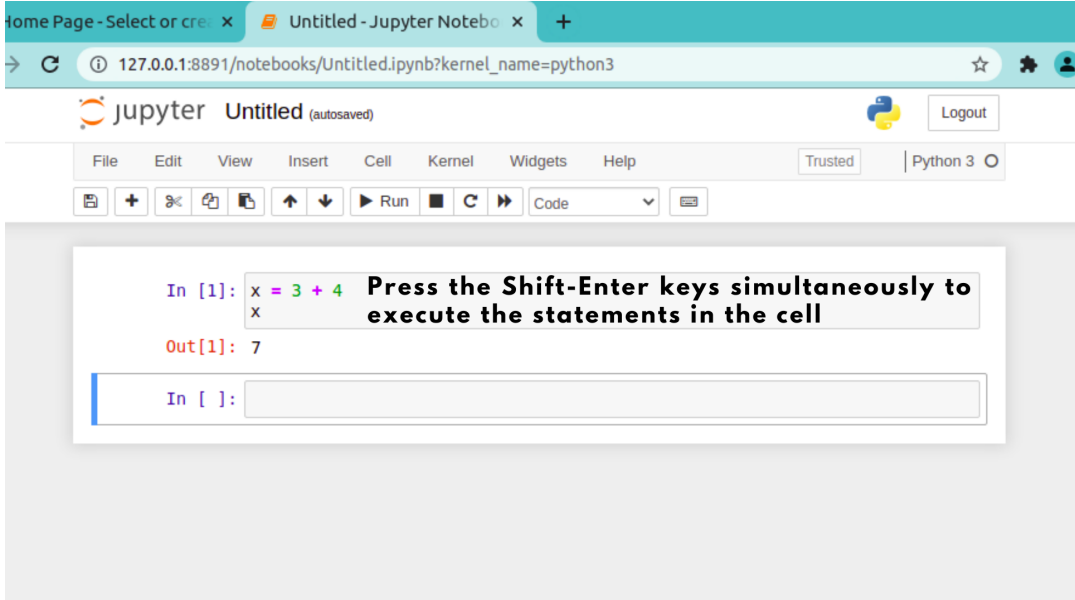 Home Page - Select or cre
Untitled - Jupyter Notebo
127.0.0.1:8891/notebooks/Untitled.ipynb?kernel_name=python3
jupyter Untitled (autosaved)
Logout
File Edit View Insert Cell Kernel Widgets Help Trusted Python 3
Run Code
In [1]: x = 3 + 4 Press the Shift-Enter keys simultaneously to
x execute the statements in the cell
Out[1]: 7
In [ ]: